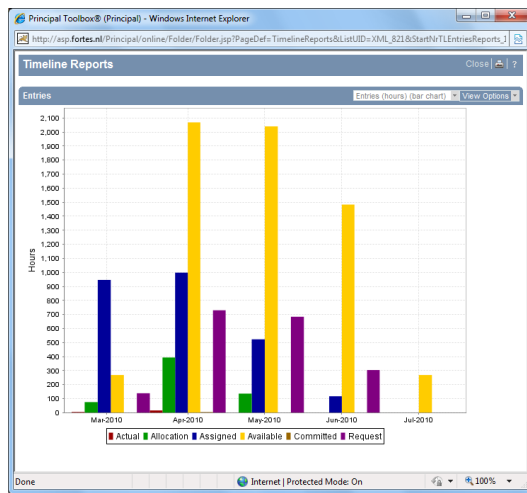 Principal Toolbox® (Principal) - Windows Internet Explorer
http://asp.fortes.nl/Principal/online/Folder/Folder.jsp?PageDef=TimelineReports&ListUID=XML_821&StartNrTLEntriesReports_1
Timeline Reports
Close | | ?
Entries
Entries (hours) (bar chart)
View Options
2,100
2,000
1,900
1,800
1,700
1,600
1,500
1,400
1,300
1,200
1,100
1,000
900
800
700
600
500
400
300
200
100
0
Hours
Mar-2010 Apr-2010 May-2010 Jun-2010 Jul-2010
Actual Allocation Assigned Available Committed Request
Done
Internet | Protected Mode: On
100%